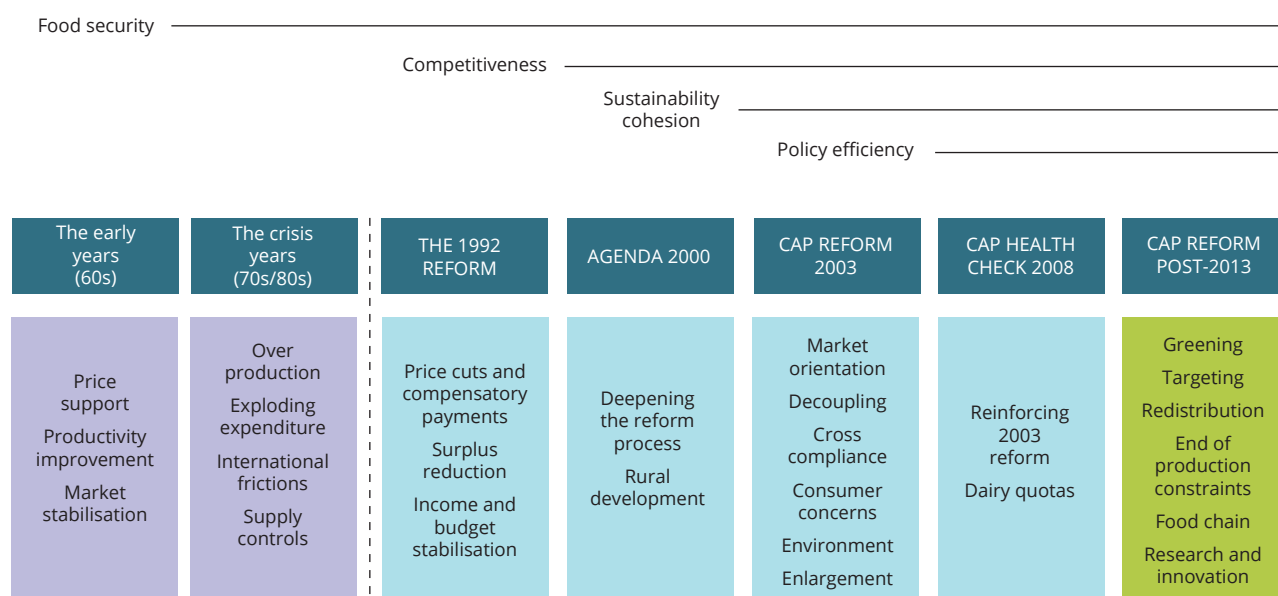 Food security
Competitiveness
Sustainability
cohesion
Policy efficiency
The early
years
(60s)
The crisis
years
(70s/80s)
THE 1992
REFORM
AGENDA 2000
CAP REFORM
2003
CAP HEALTH
CHECK 2008
CAP REFORM
POST-2013
Price
support
Productivity
improvement
Market
stabilisation
Over
production
Exploding
expenditure
International
frictions
Supply
controls
Price cuts and
compensatory
payments
Surplus
reduction
Income and
budget
stabilisation
Deepening
the reform
process
Rural
development
Market
orientation
Decoupling
Cross
compliance
Consumer
concerns
Environment
Enlargement
Reinforcing
2003
reform
Dairy quotas
Greening
Targeting
Redistribution
End of
production
constraints
Food chain
Research and
innovation